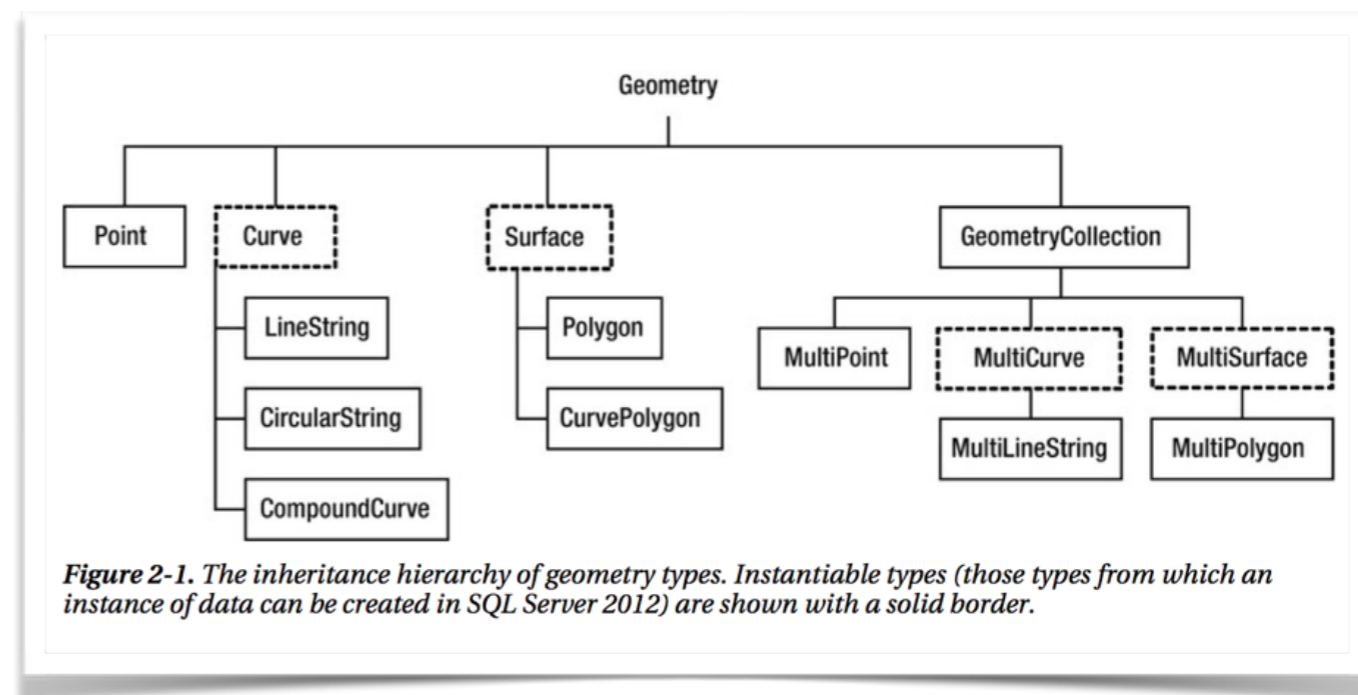 Geometry
Point
Curve
Surface
GeometryCollection
LineString
Polygon
MultiPoint
MultiCurve
MultiSurface
CircularString
CurvePolygon
MultiLineString
MultiPolygon
CompoundCurve
Figure 2-1. The inheritance hierarchy of geometry types. Instantiable types (those types from which an
instance of data can be created in SQL Server 2012) are shown with a solid border.